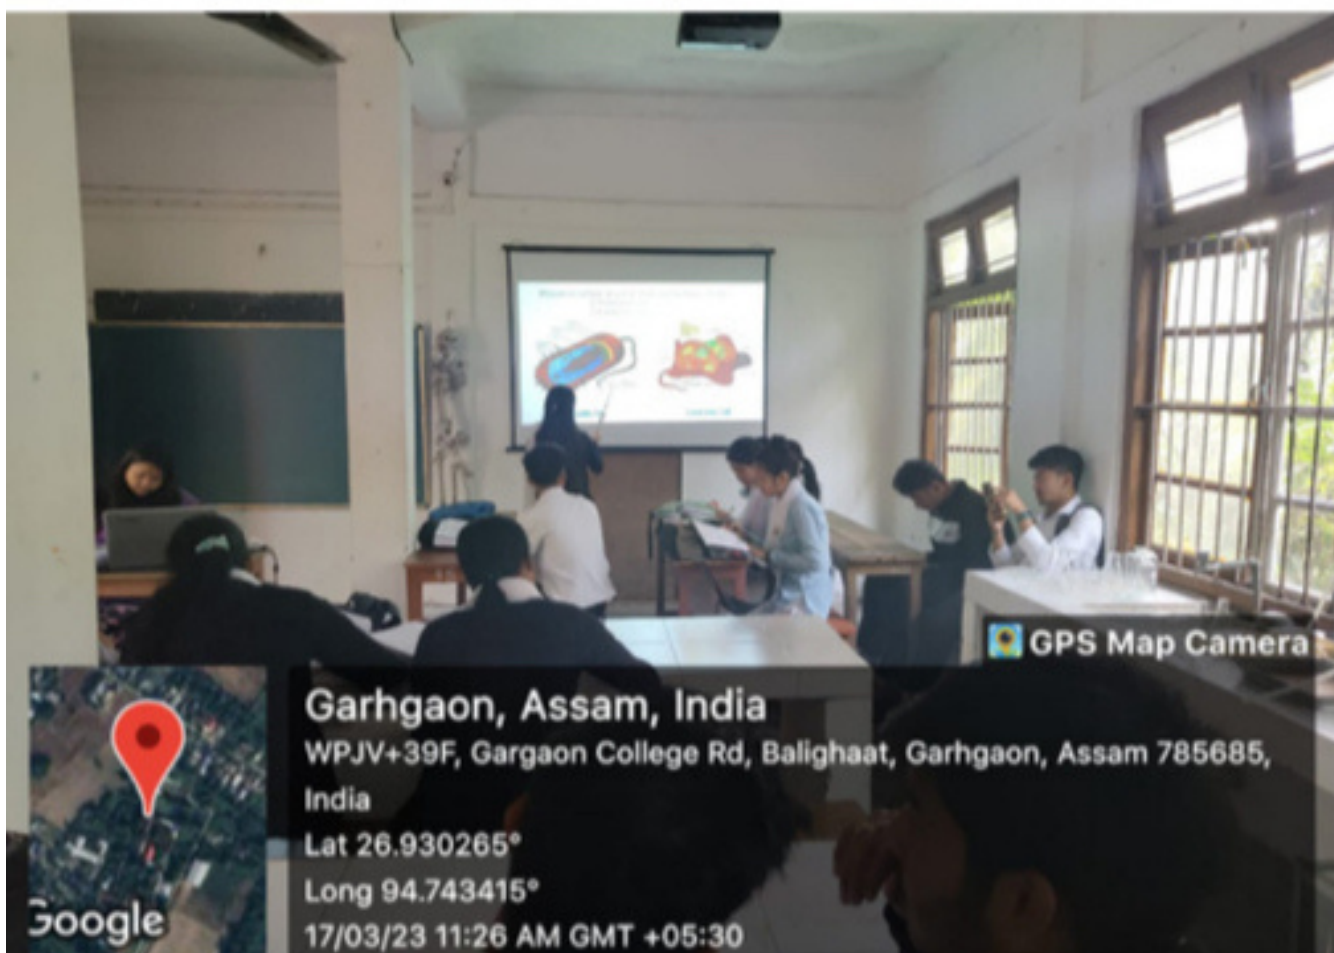 GPS Map Camera
Garhgaon, Assam, India
WPJV+39F, Gargaon College Rd, Balighaat, Garhgaon, Assam 785685,
India
Lat 26.930265°
Long 94.743415°
17/03/23 11:26 AM GMT +05:30
Google